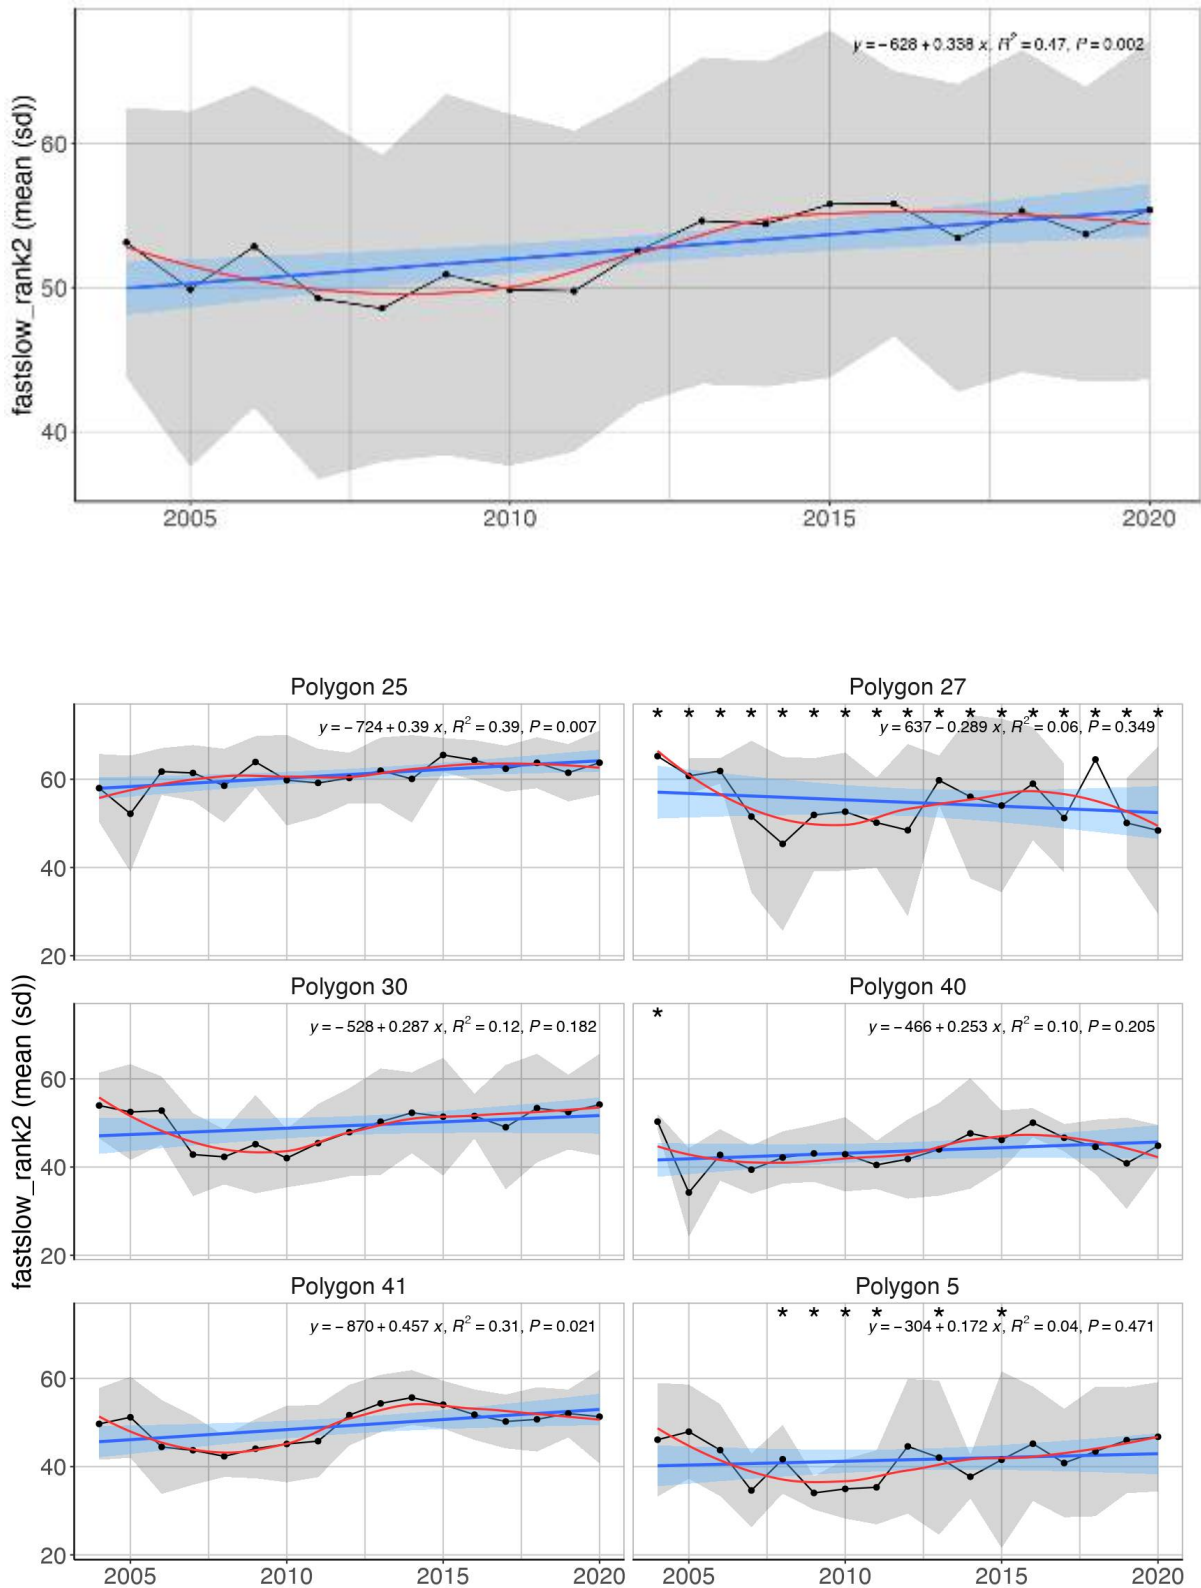 y = −628 + 0.338 x, R² = 0.47, P = 0.002
fastslow_rank2 (mean (sd))
60
50
40
2005 2010 2015 2020
fastslow_rank2 (mean (sd))
Polygon 25
y = −724 + 0.39 x, R² = 0.39, P = 0.007
60
40
20
Polygon 27
* * * * * * * * * * * * * * * * *
y = 637 − 0.289 x, R² = 0.06, P = 0.349
Polygon 30
y = −528 + 0.287 x, R² = 0.12, P = 0.182
60
40
20
Polygon 40
*
y = −466 + 0.253 x, R² = 0.10, P = 0.205
Polygon 41
y = −870 + 0.457 x, R² = 0.31, P = 0.021
60
40
20
2005 2010 2015 2020
Polygon 5
* * * * * *
y = −304 + 0.172 x, R² = 0.04, P = 0.471
2005 2010 2015 2020